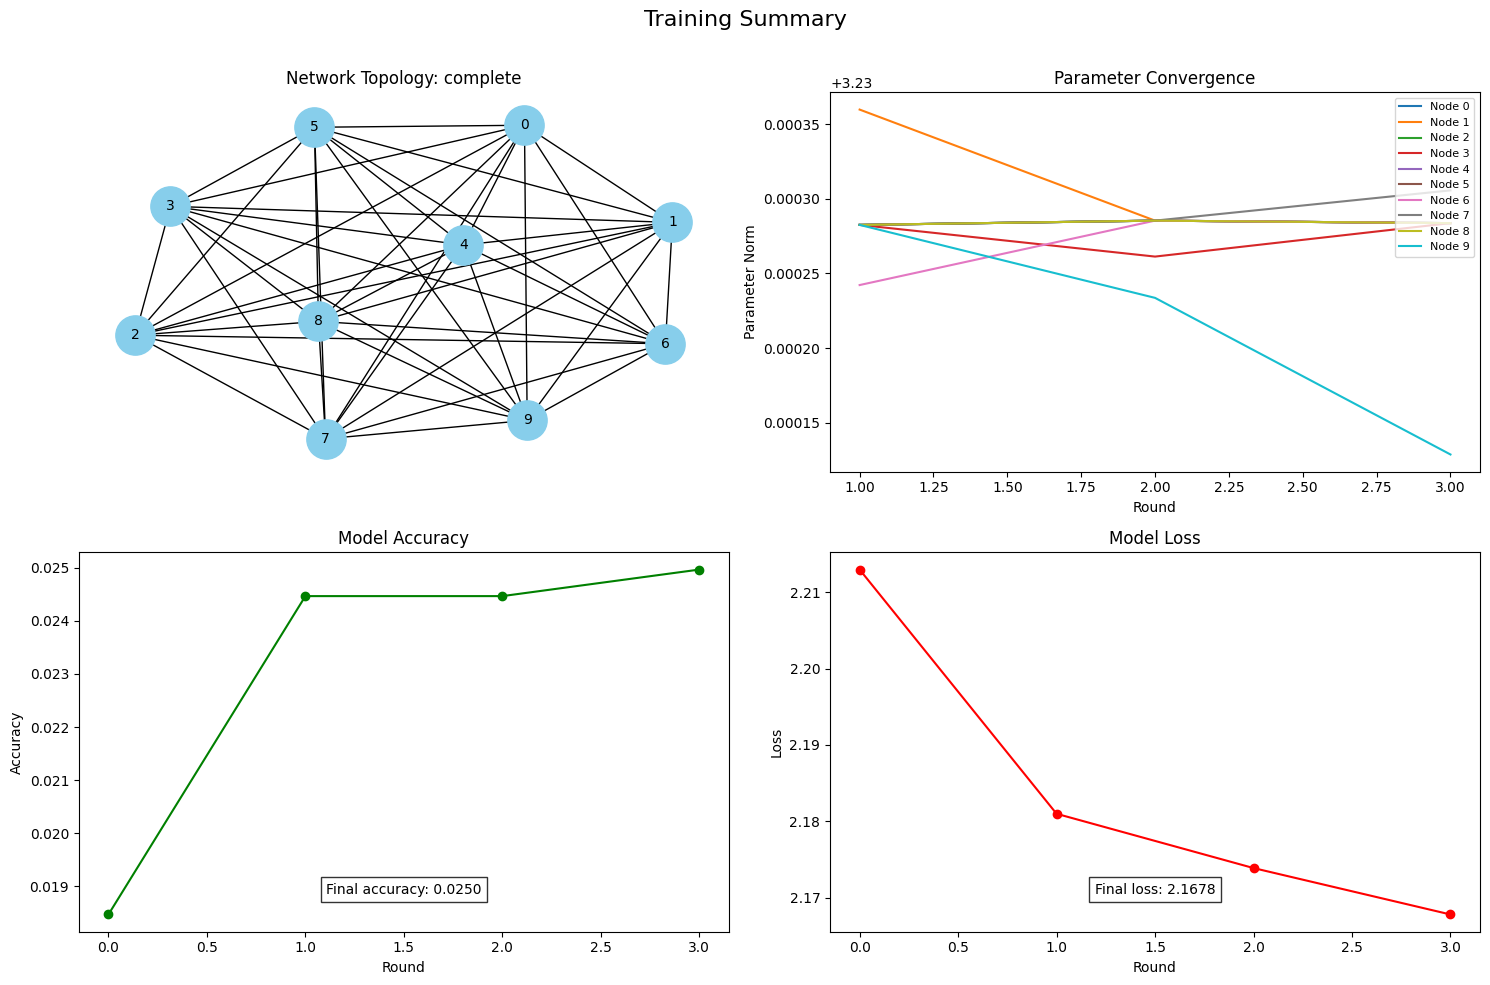 Training Summary
Network Topology: complete
5
0
3
1
4
8
2
6
9
7
Parameter Convergence
+3.23
0.00035
0.00030
0.00025
0.00020
0.00015
Parameter Norm
Node 0
Node 1
Node 2
Node 3
Node 4
Node 5
Node 6
Node 7
Node 8
Node 9
1.00 1.25 1.50 1.75 2.00 2.25 2.50 2.75 3.00
Round
Model Accuracy
0.025
0.024
0.023
0.022
0.021
0.020
0.019
Accuracy
Final accuracy: 0.0250
0.0 0.5 1.0 1.5 2.0 2.5 3.0
Round
Model Loss
2.21
2.20
2.19
2.18
2.17
Loss
Final loss: 2.1678
0.0 0.5 1.0 1.5 2.0 2.5 3.0
Round